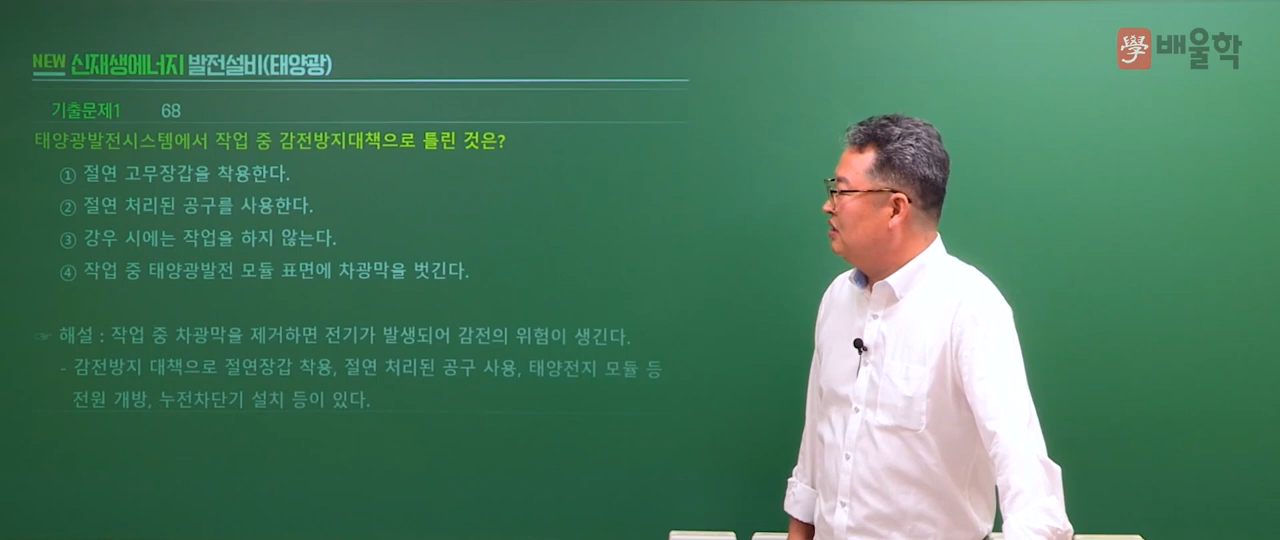 NEW 신재생에너지 발전설비(태양광)
學 배울학
기출문제1 68
태양광발전시스템에서 작업 중 감전방지대책으로 틀린 것은?
① 절연 고무장갑을 착용한다.
② 절연 처리된 공구를 사용한다.
③ 강우 시에는 작업을 하지 않는다.
④ 작업 중 태양광발전 모듈 표면에 차광막을 벗긴다.
☞ 해설 : 작업 중 차광막을 제거하면 전기가 발생되어 감전의 위험이 생긴다.
- 감전방지 대책으로 절연장갑 착용, 절연 처리된 공구 사용, 태양전지 모듈 등
전원 개방, 누전차단기 설치 등이 있다.